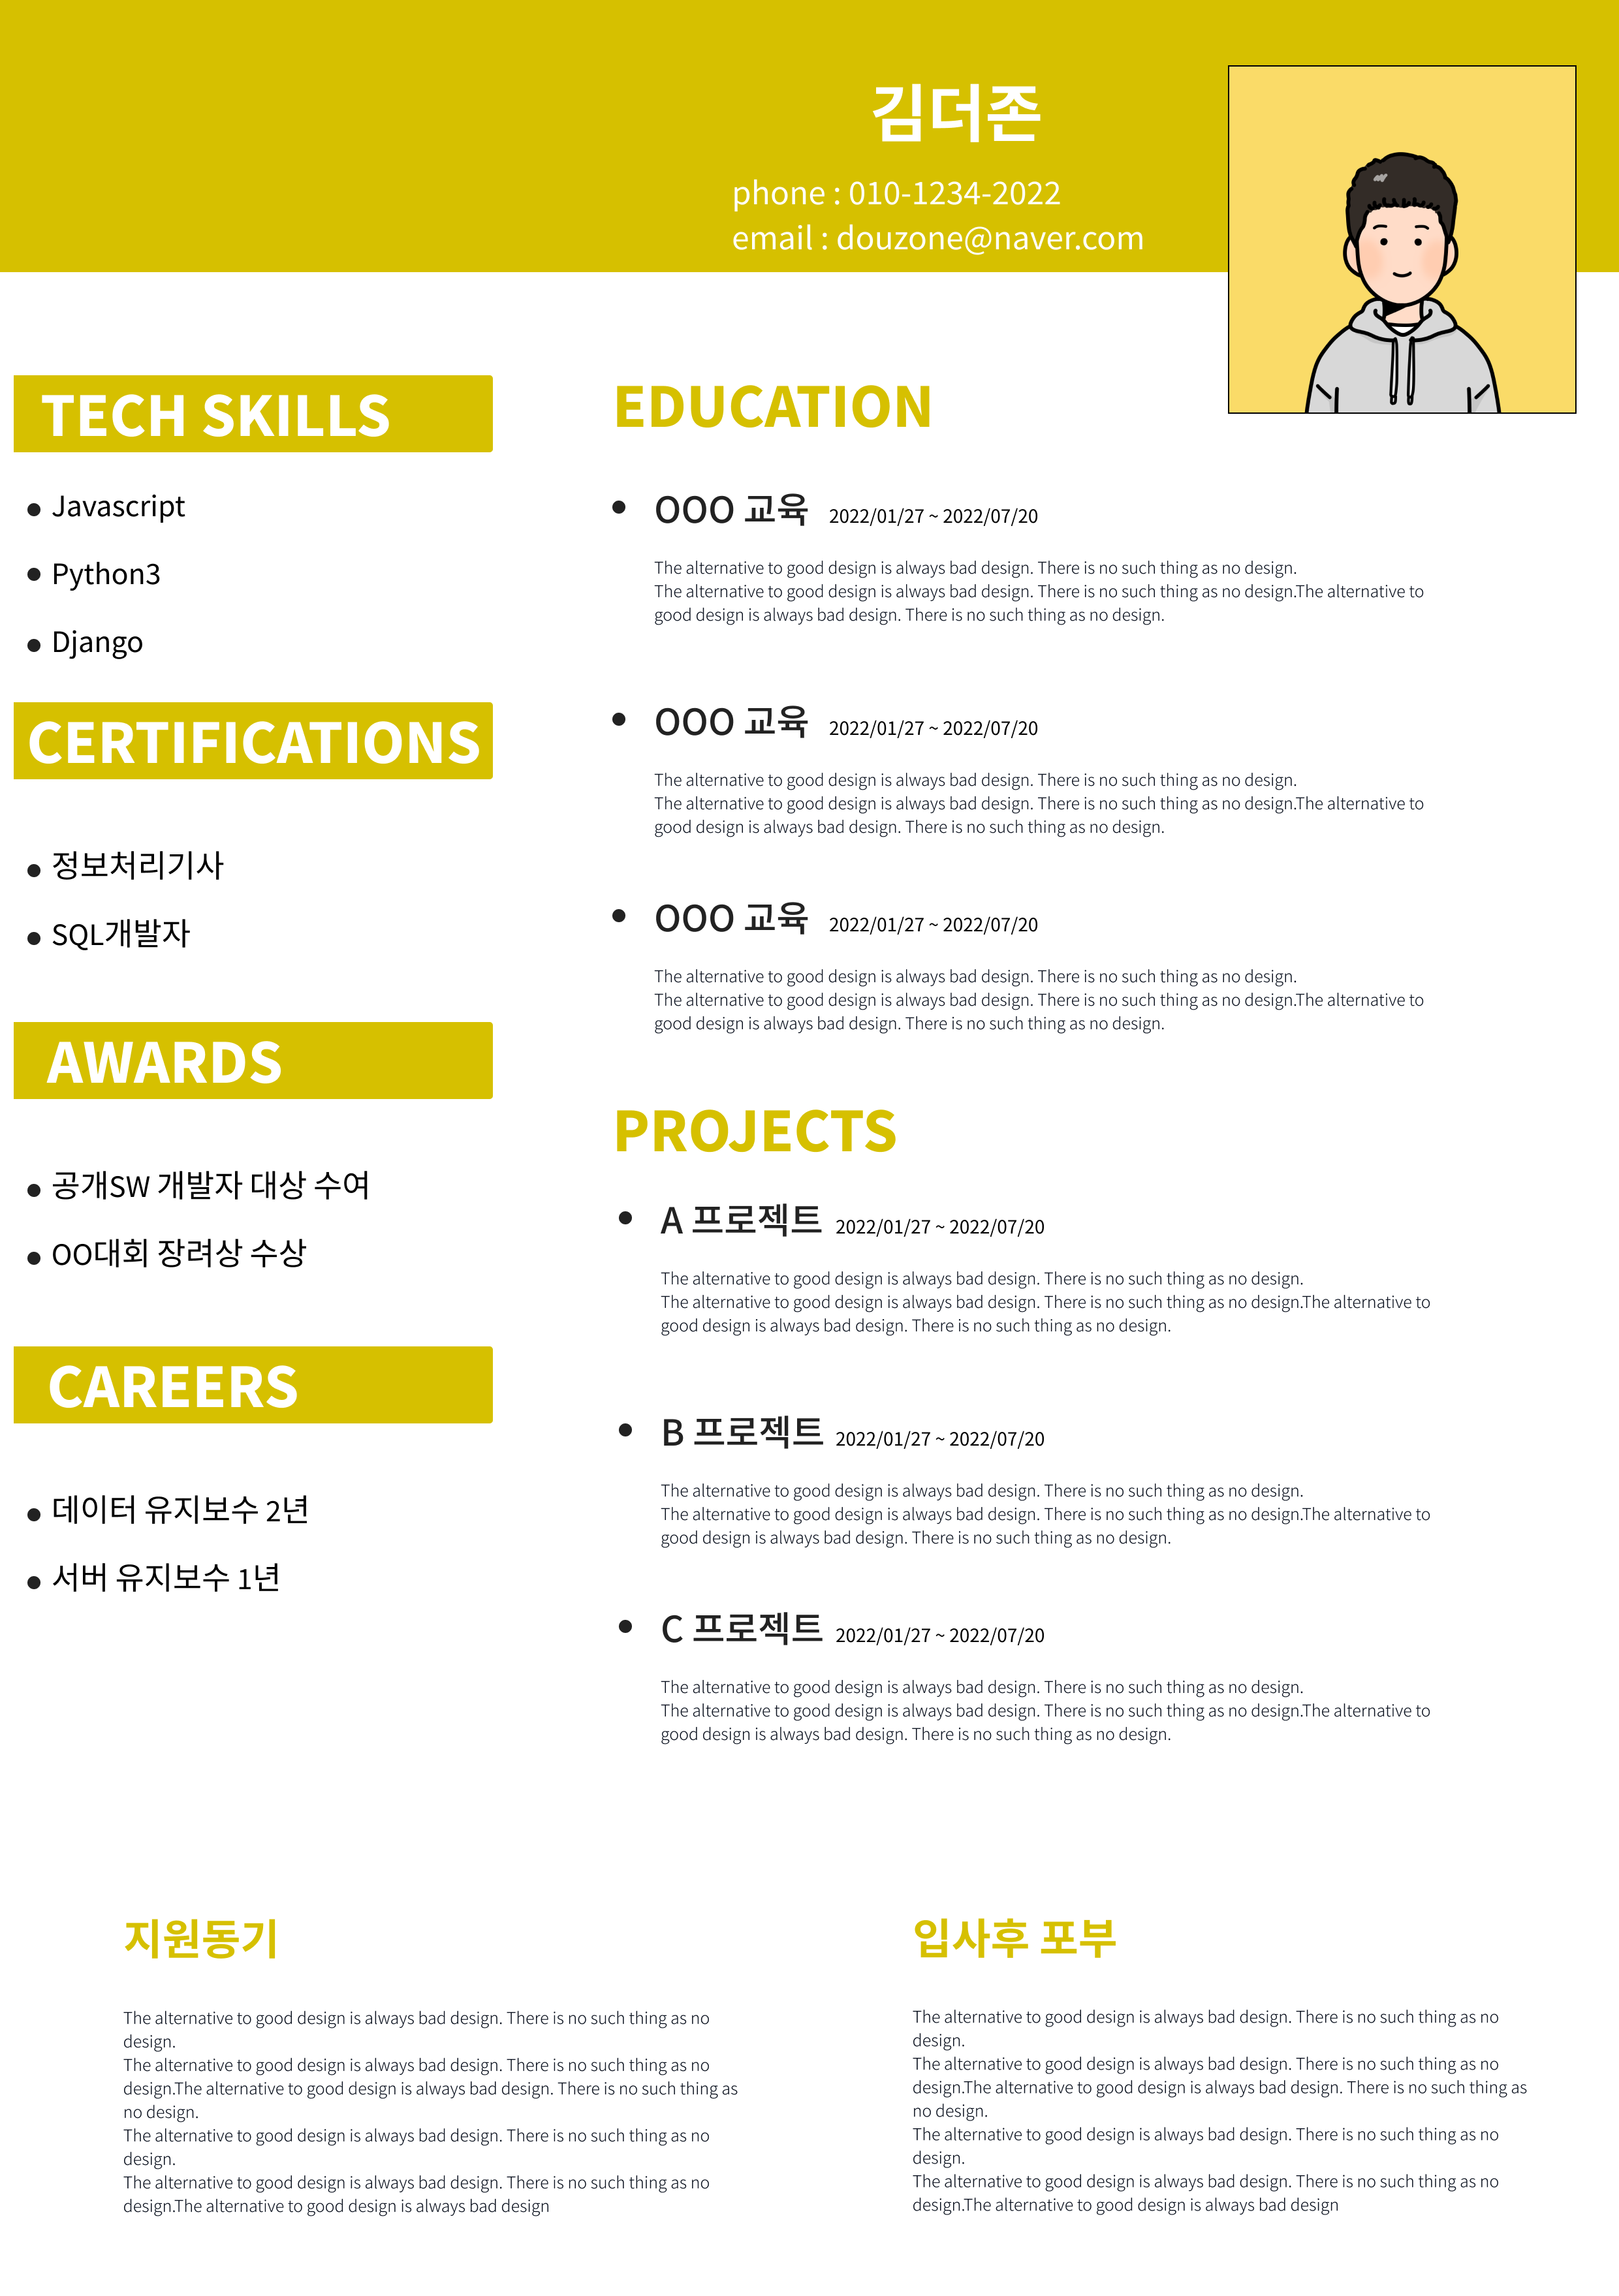 김더존
phone : 010-1234-2022
email : douzone@naver.com
TECH SKILLS
Javascript
Python3
Django
CERTIFICATIONS
정보처리기사
SQL개발자
AWARDS
공개SW 개발자 대상 수여
OO대회 장려상 수상
CAREERS
데이터 유지보수 2년
서버 유지보수 1년
EDUCATION
OOO 교육 2022/01/27 ~ 2022/07/20
The alternative to good design is always bad design. There is no such thing as no design.
The alternative to good design is always bad design. There is no such thing as no design.The alternative to
good design is always bad design. There is no such thing as no design.
OOO 교육 2022/01/27 ~ 2022/07/20
The alternative to good design is always bad design. There is no such thing as no design.
The alternative to good design is always bad design. There is no such thing as no design.The alternative to
good design is always bad design. There is no such thing as no design.
OOO 교육 2022/01/27 ~ 2022/07/20
The alternative to good design is always bad design. There is no such thing as no design.
The alternative to good design is always bad design. There is no such thing as no design.The alternative to
good design is always bad design. There is no such thing as no design.
PROJECTS
A 프로젝트 2022/01/27 ~ 2022/07/20
The alternative to good design is always bad design. There is no such thing as no design.
The alternative to good design is always bad design. There is no such thing as no design.The alternative to
good design is always bad design. There is no such thing as no design.
B 프로젝트 2022/01/27 ~ 2022/07/20
The alternative to good design is always bad design. There is no such thing as no design.
The alternative to good design is always bad design. There is no such thing as no design.The alternative to
good design is always bad design. There is no such thing as no design.
C 프로젝트 2022/01/27 ~ 2022/07/20
The alternative to good design is always bad design. There is no such thing as no design.
The alternative to good design is always bad design. There is no such thing as no design.The alternative to
good design is always bad design. There is no such thing as no design.
지원동기
The alternative to good design is always bad design. There is no such thing as no
design.
The alternative to good design is always bad design. There is no such thing as no
design.The alternative to good design is always bad design. There is no such thing as
no design.
The alternative to good design is always bad design. There is no such thing as no
design.
The alternative to good design is always bad design. There is no such thing as no
design.The alternative to good design is always bad design
입사후 포부
The alternative to good design is always bad design. There is no such thing as no
design.
The alternative to good design is always bad design. There is no such thing as no
design.The alternative to good design is always bad design. There is no such thing as
no design.
The alternative to good design is always bad design. There is no such thing as no
design.
The alternative to good design is always bad design. There is no such thing as no
design.The alternative to good design is always bad design